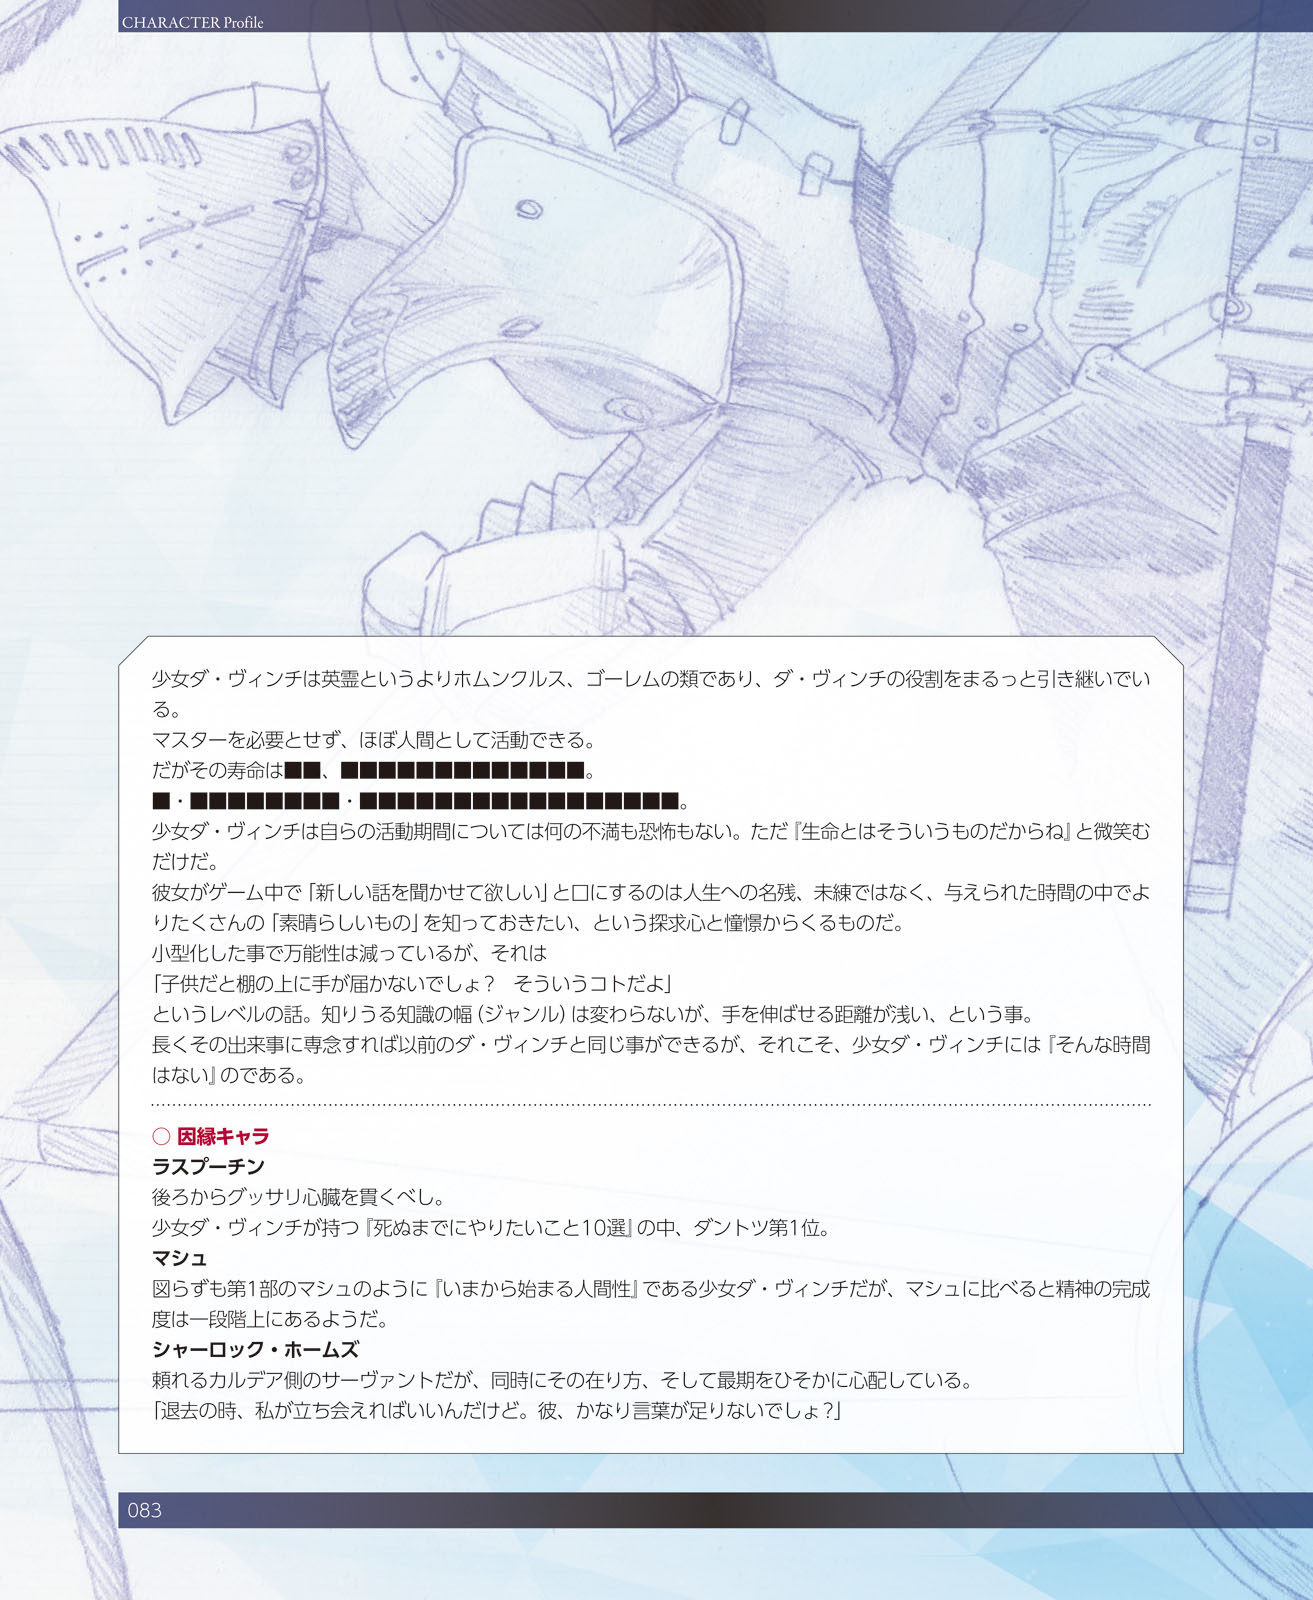 CHARACTER Profile
少女ダ・ヴィンチは英霊というよりホムンクルス、ゴーレムの類であり、ダ・ヴィンチの役割をまるっと引き継いでい
る。
マスターを必要とせず、ほぼ人間として活動できる。
だがその寿命は■■、■■■■■■■■■■■■■。
■・■■■■■■■■・■■■■■■■■■■■■■■■■■。
少女ダ・ヴィンチは自らの活動期間については何の不満も恐怖もない。ただ『生命とはそういうものだからね』と微笑む
だけだ。
彼女がゲーム中で「新しい話を聞かせて欲しい」と口にするのは人生への名残、未練ではなく、与えられた時間の中でよ
りたくさんの「素晴らしいもの」を知っておきたい、という探求心と憧憬からくるものだ。
小型化した事で万能性は減っているが、それは
「子供だと棚の上に手が届かないでしょ?　そういうコトだよ」
というレベルの話。知りうる知識の幅(ジャンル)は変わらないが、手を伸ばせる距離が浅い、という事。
長くその出来事に専念すれば以前のダ・ヴィンチと同じ事ができるが、それこそ、少女ダ・ヴィンチには『そんな時間
はない』のである。
○ 因縁キャラ
ラスプーチン
後ろからグッサリ心臓を貫くべし。
少女ダ・ヴィンチが持つ『死ぬまでにやりたいこと10選』の中、ダントツ第1位。
マシュ
図らずも第1部のマシュのように『いまから始まる人間性』である少女ダ・ヴィンチだが、マシュに比べると精神の完成
度は一段階上にあるようだ。
シャーロック・ホームズ
頼れるカルデア側のサーヴァントだが、同時にその在り方、そして最期をひそかに心配している。
「退去の時、私が立ち会えればいいんだけど。彼、かなり言葉が足りないでしょ?」
083